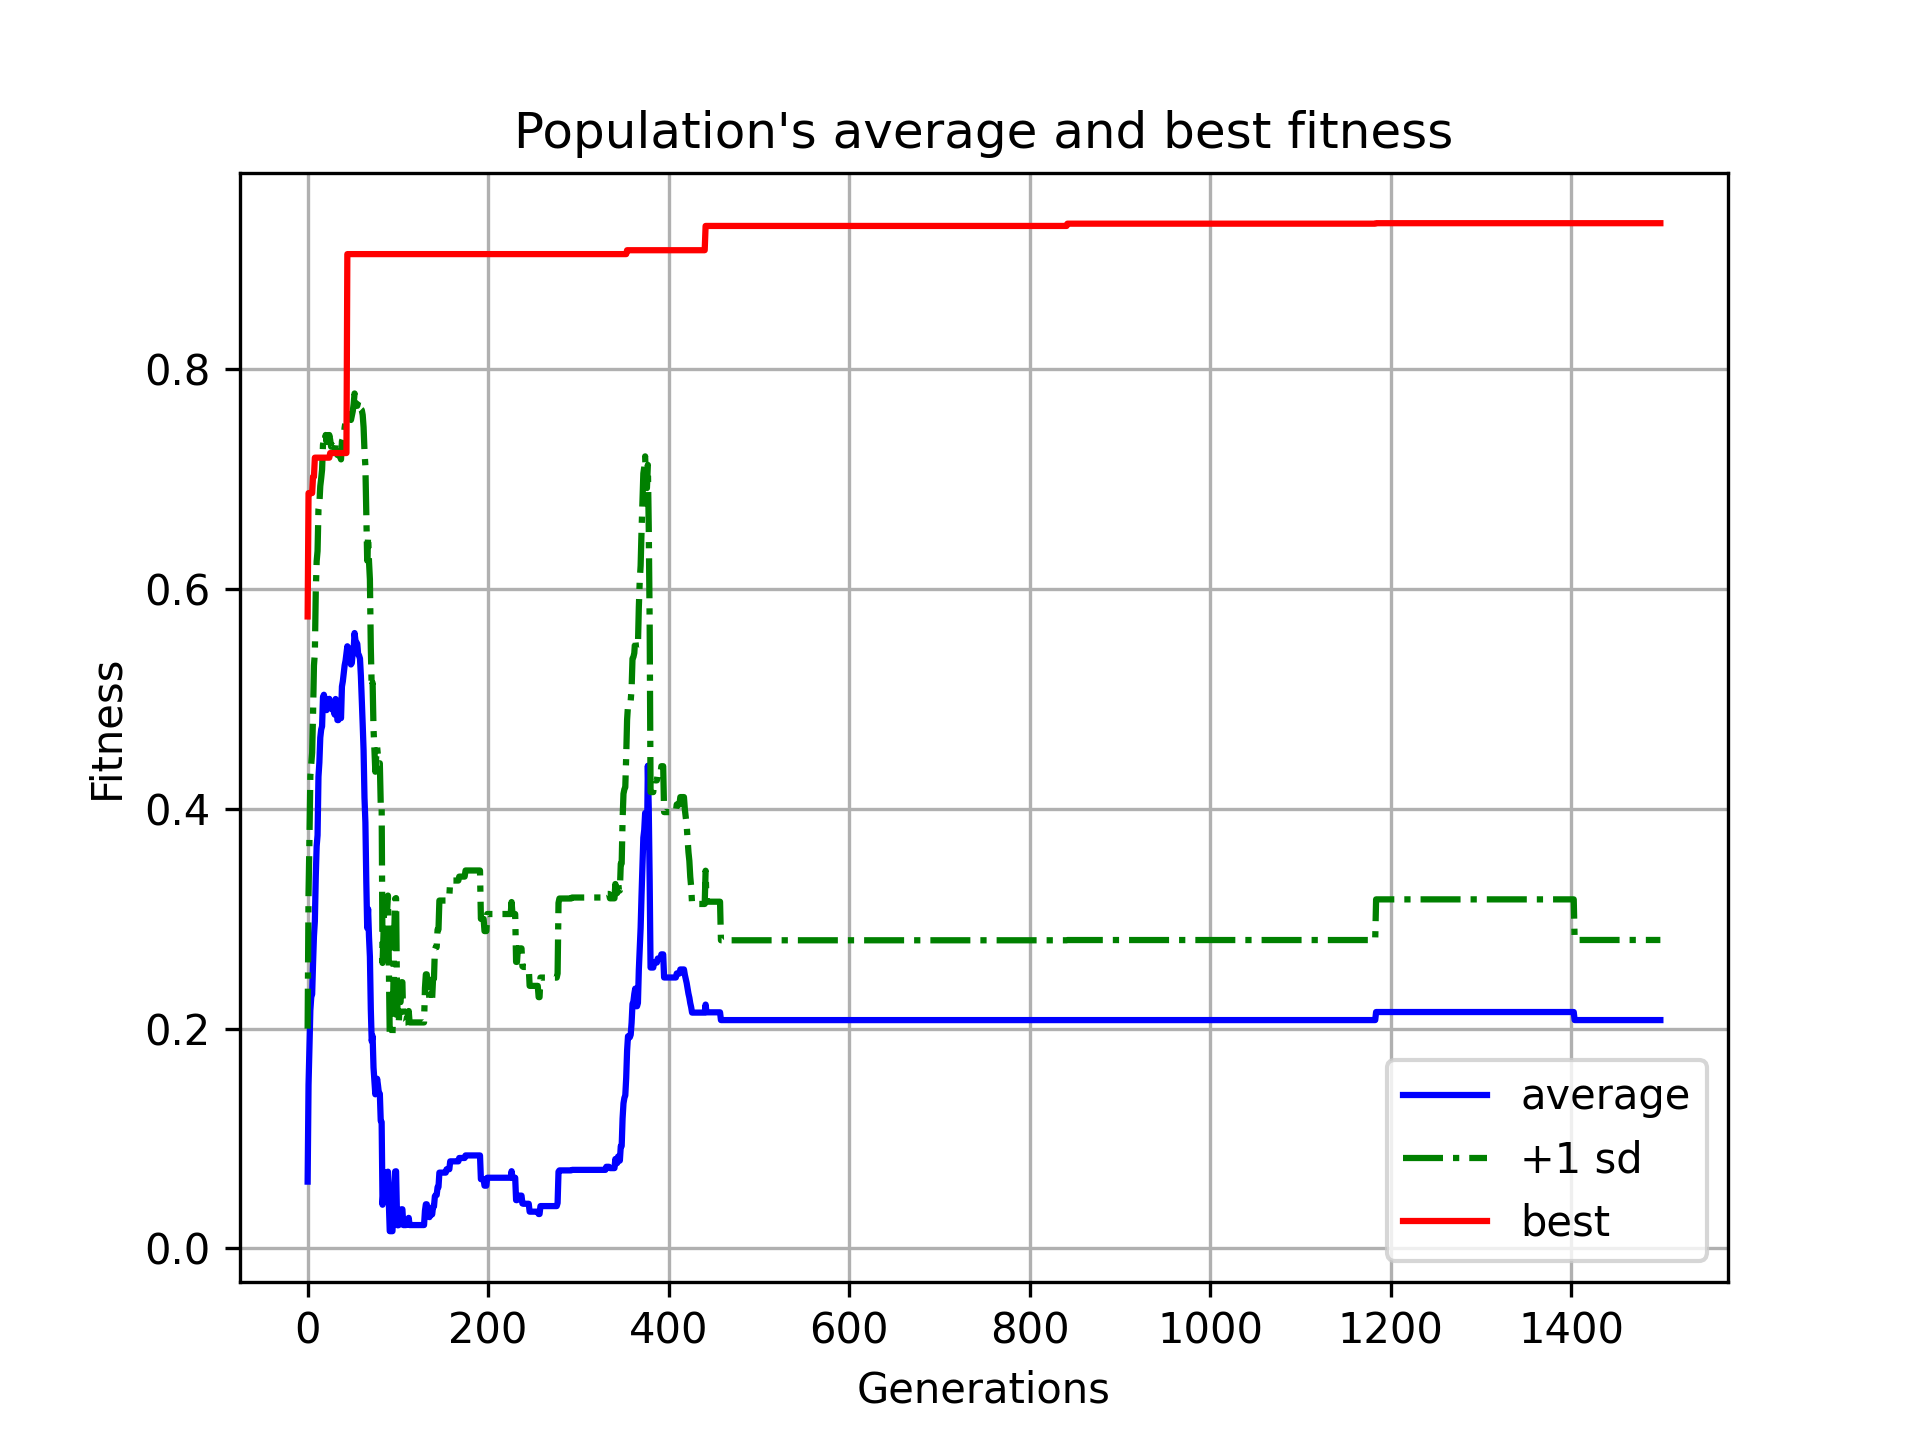 Population's average and best fitness
Fitness
0.8
0.6
0.4
0.2
0.0
average
+1 sd
best
0 200 400 600 800 1000 1200 1400
Generations